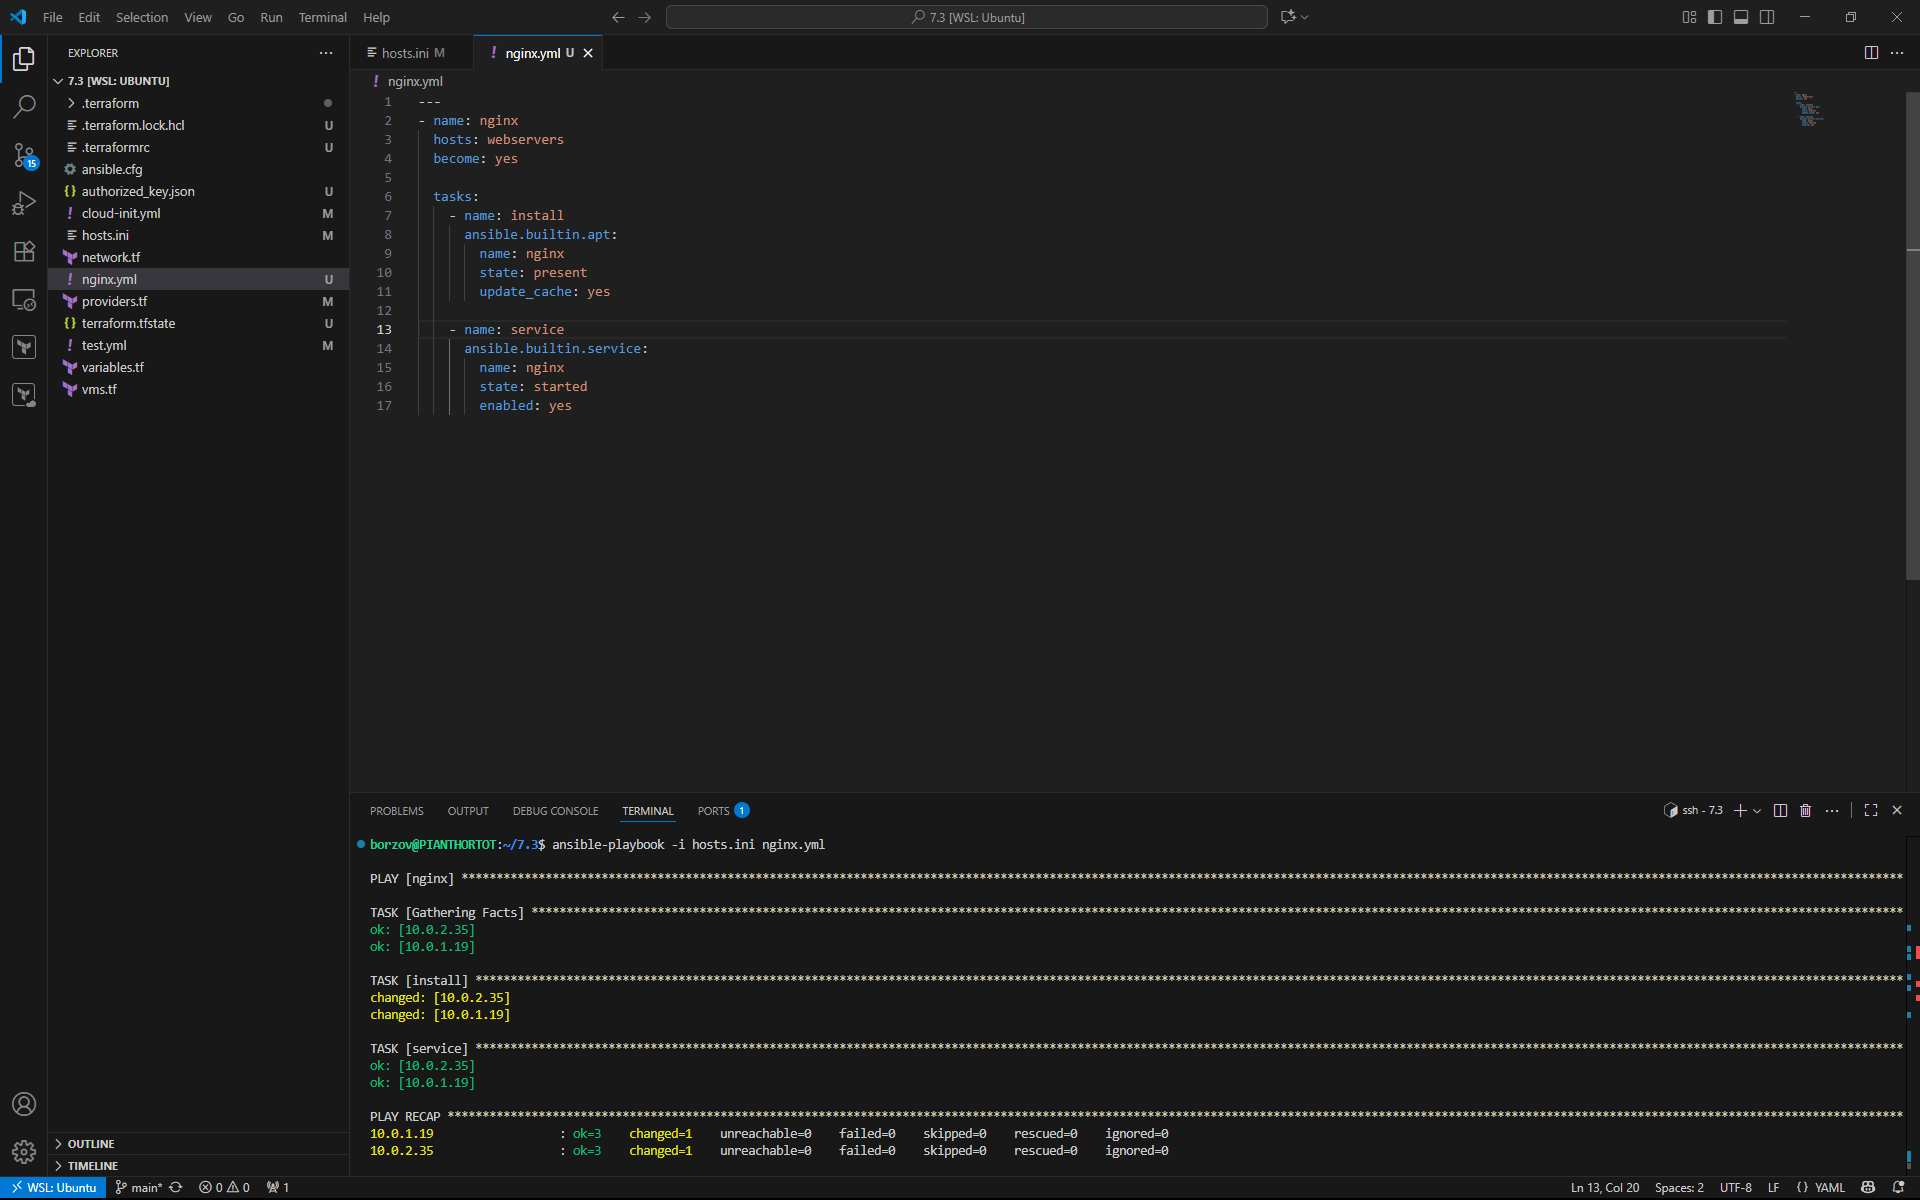 File Edit Selection View Go Run Terminal Help
7.3 [WSL: Ubuntu]
EXPLORER
7.3 [WSL: UBUNTU]
.terraform
.terraform.lock.hcl U
.terraformrc U
ansible.cfg
authorized_key.json U
cloud-init.yml M
hosts.ini M
network.tf
nginx.yml U
providers.tf M
terraform.tfstate U
test.yml M
variables.tf
vms.tf
OUTLINE
TIMELINE
15
hosts.ini M
nginx.yml U
nginx.yml
1 ---
2 - name: nginx
3 hosts: webservers
4 become: yes
5
6 tasks:
7 - name: install
8 ansible.builtin.apt:
9 name: nginx
10 state: present
11 update_cache: yes
12
13 - name: service
14 ansible.builtin.service:
15 name: nginx
16 state: started
17 enabled: yes
PROBLEMS OUTPUT DEBUG CONSOLE TERMINAL PORTS 1
ssh - 7.3
borzov@PIANTHORTOT:~/7.3$ ansible-playbook -i hosts.ini nginx.yml
PLAY [nginx] ****
TASK [Gathering Facts] ****
ok: [10.0.2.35]
ok: [10.0.1.19]
TASK [install] ****
changed: [10.0.2.35]
changed: [10.0.1.19]
TASK [service] ****
ok: [10.0.2.35]
ok: [10.0.1.19]
PLAY RECAP ****
10.0.1.19 : ok=3 changed=1 unreachable=0 failed=0 skipped=0 rescued=0 ignored=0
10.0.2.35 : ok=3 changed=1 unreachable=0 failed=0 skipped=0 rescued=0 ignored=0
WSL: Ubuntu main* 0 0 1
Ln 13, Col 20 Spaces: 2 UTF-8 LF {} YAML